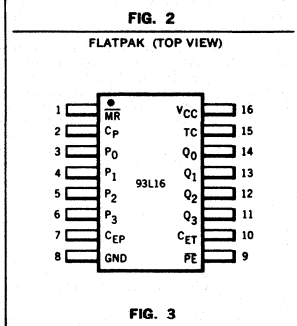 FIG. 2
FLATPAK (TOP VIEW)
1 M̅R̅ VCC 16
2 CP TC 15
3 P0 Q0 14
4 P1 Q1 13
93L16
5 P2 Q2 12
6 P3 Q3 11
7 CEP CET 10
8 GND P̅E̅ 9
FIG. 3